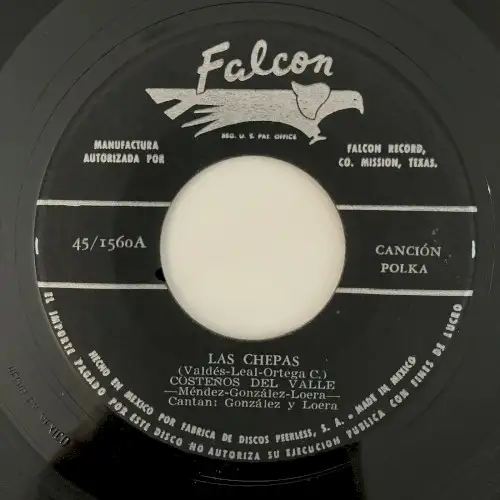 Falcon
REG. U. S. PAT. OFFICE
MANUFACTURA
AUTORIZADA POR
FALCON RECORD,
CO. MISSION, TEXAS.
45/1560A
CANCIÓN
POLKA
LAS CHEPAS
(Valdés-Leal-Ortega C.)
COSTEÑOS DEL VALLE
—Méndez-González-Loera—
Cantan: González y Loera
HECHO EN MEXICO POR FABRICA DE DISCOS PEERLESS, S. A. - MADE IN MEXICO
EL IMPORTE PAGADO POR ESTE DISCO NO AUTORIZA SU EJECUCION PUBLICA CON FINES DE LUCRO